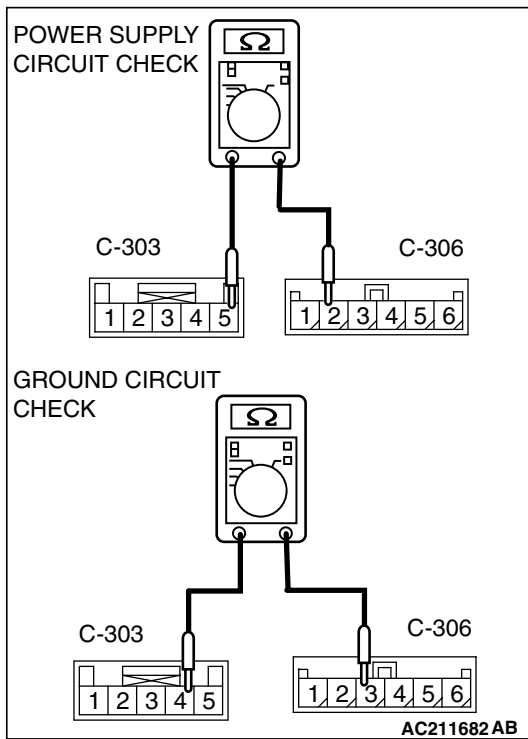 POWER SUPPLY
CIRCUIT CHECK
Ω
C-303 C-306
1 2 3 4 5 1 2 3 4 5 6
GROUND CIRCUIT
CHECK
Ω
C-303 C-306
1 2 3 4 5 1 2 3 4 5 6
AC211682 AB